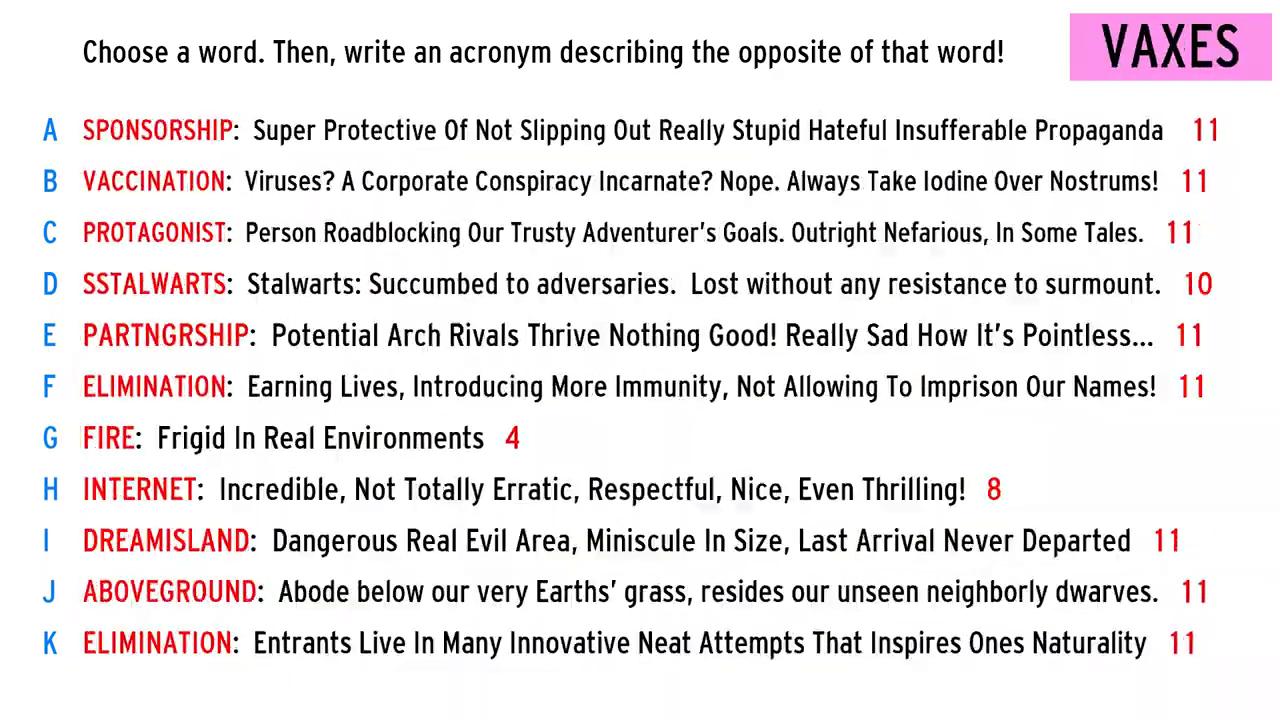 Choose a word. Then, write an acronym describing the opposite of that word!
VAXES
A SPONSORSHIP: Super Protective Of Not Slipping Out Really Stupid Hateful Insufferable Propaganda 11
B VACCINATION: Viruses? A Corporate Conspiracy Incarnate? Nope. Always Take Iodine Over Nostrums! 11
C PROTAGONIST: Person Roadblocking Our Trusty Adventurer's Goals. Outright Nefarious, In Some Tales. 11
D SSTALWARTS: Stalwarts: Succumbed to adversaries. Lost without any resistance to surmount. 10
E PARTNGRSHIP: Potential Arch Rivals Thrive Nothing Good! Really Sad How It's Pointless... 11
F ELIMINATION: Earning Lives, Introducing More Immunity, Not Allowing To Imprison Our Names! 11
G FIRE: Frigid In Real Environments 4
H INTERNET: Incredible, Not Totally Erratic, Respectful, Nice, Even Thrilling! 8
I DREAMISLAND: Dangerous Real Evil Area, Miniscule In Size, Last Arrival Never Departed 11
J ABOVEGROUND: Abode below our very Earths' grass, resides our unseen neighborly dwarves. 11
K ELIMINATION: Entrants Live In Many Innovative Neat Attempts That Inspires Ones Naturality 11